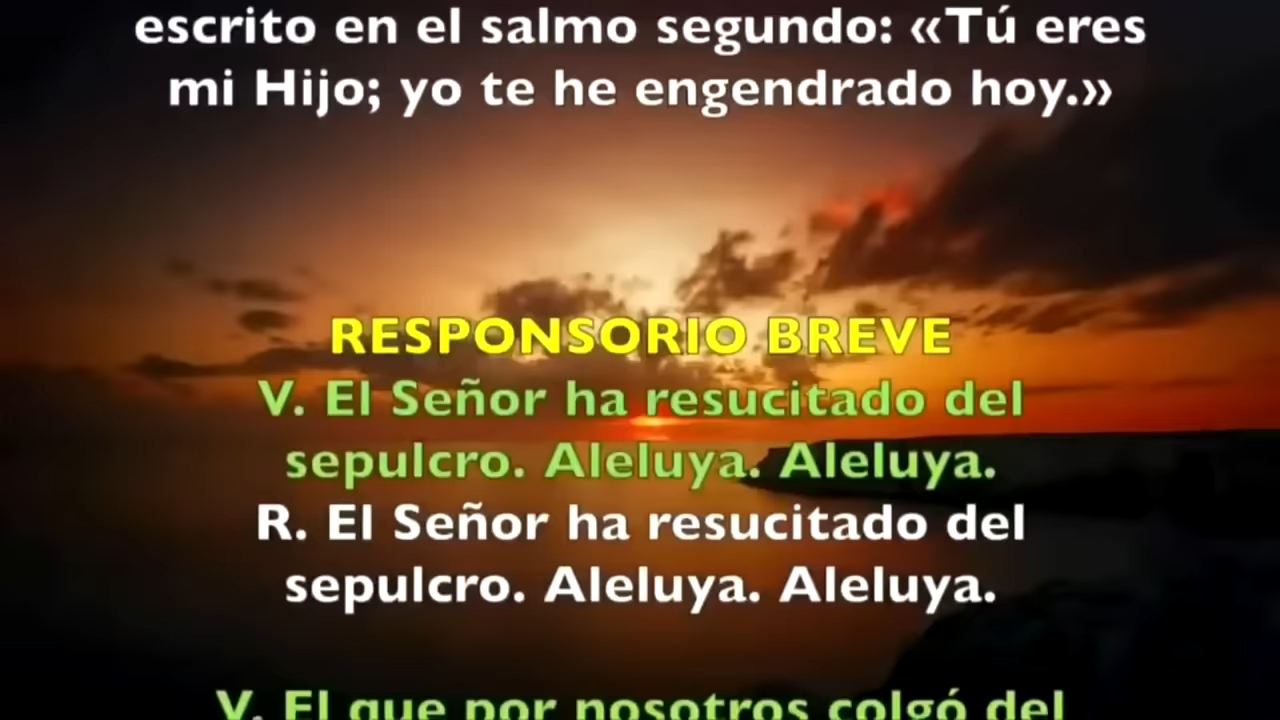 escrito en el salmo segundo: «Tú eres
mi Hijo; yo te he engendrado hoy.»
RESPONSORIO BREVE
V. El Señor ha resucitado del
sepulcro. Aleluya. Aleluya.
R. El Señor ha resucitado del
sepulcro. Aleluya. Aleluya.
V. El que por nosotros colgó del